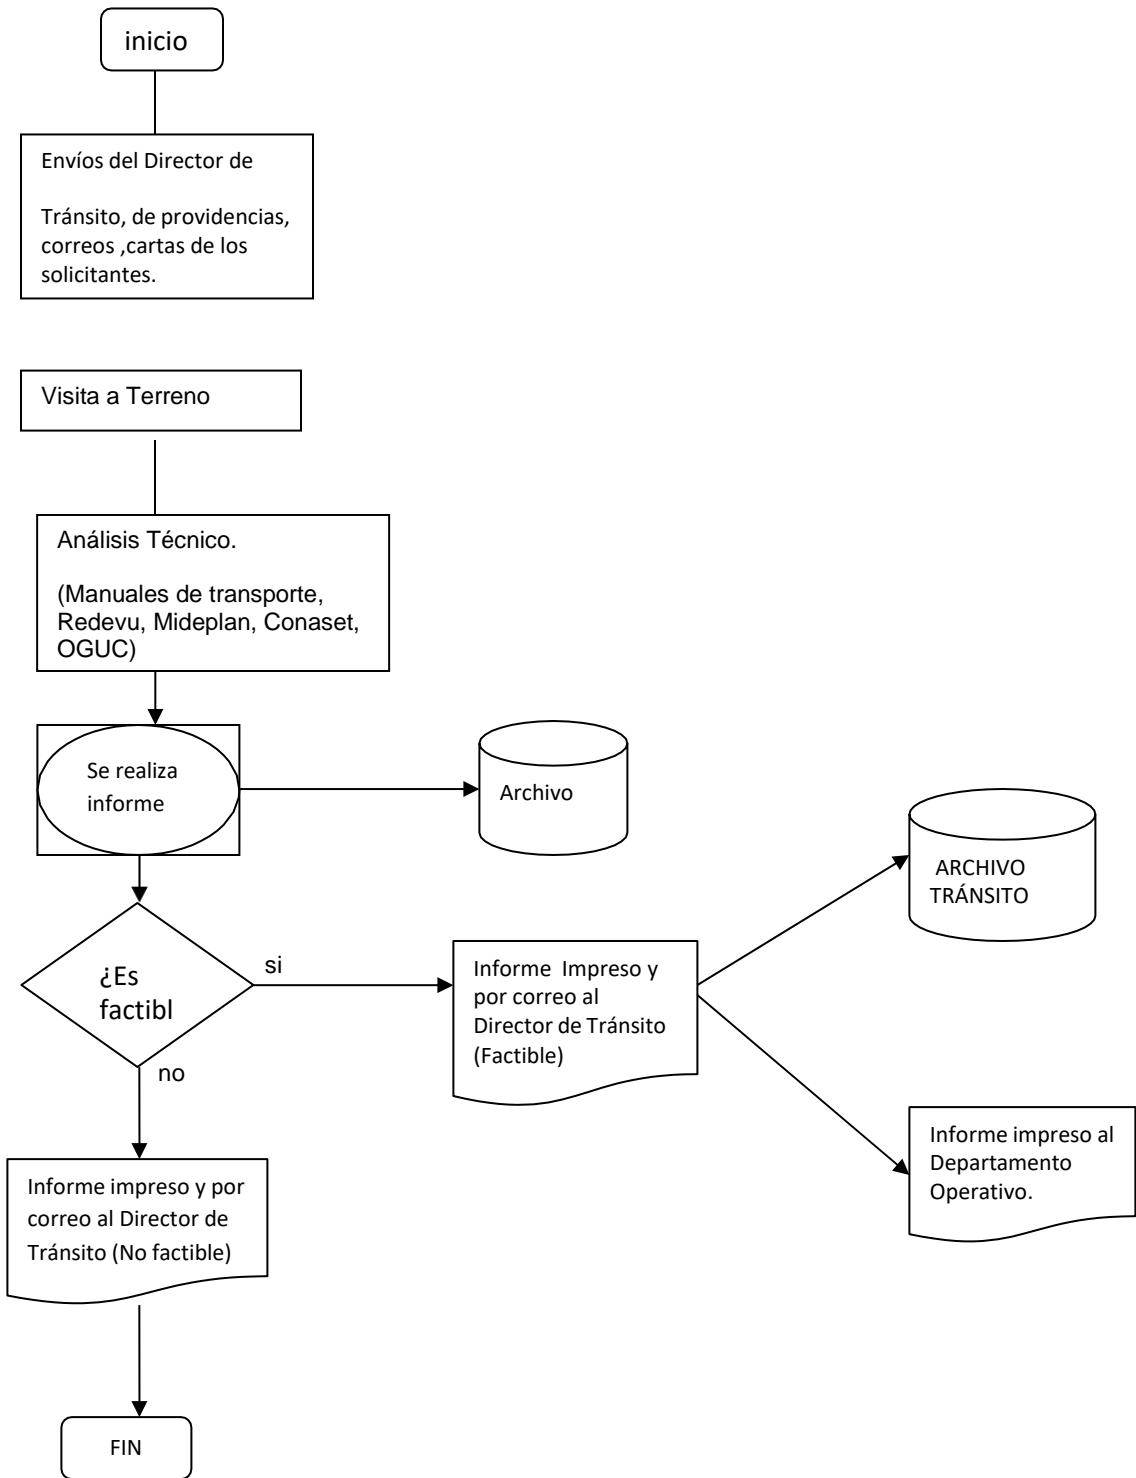 inicio
Envíos del Director de
Tránsito, de providencias,
correos ,cartas de los
solicitantes.
Visita a Terreno
Análisis Técnico.
(Manuales de transporte,
Redevu, Mideplan, Conaset,
OGUC)
Se realiza
informe
Archivo
ARCHIVO
TRÁNSITO
¿Es
factibl
si
no
Informe  Impreso y
por correo al
Director de Tránsito
(Factible)
Informe impreso al
Departamento
Operativo.
Informe impreso y por
correo al Director de
Tránsito (No factible)
FIN